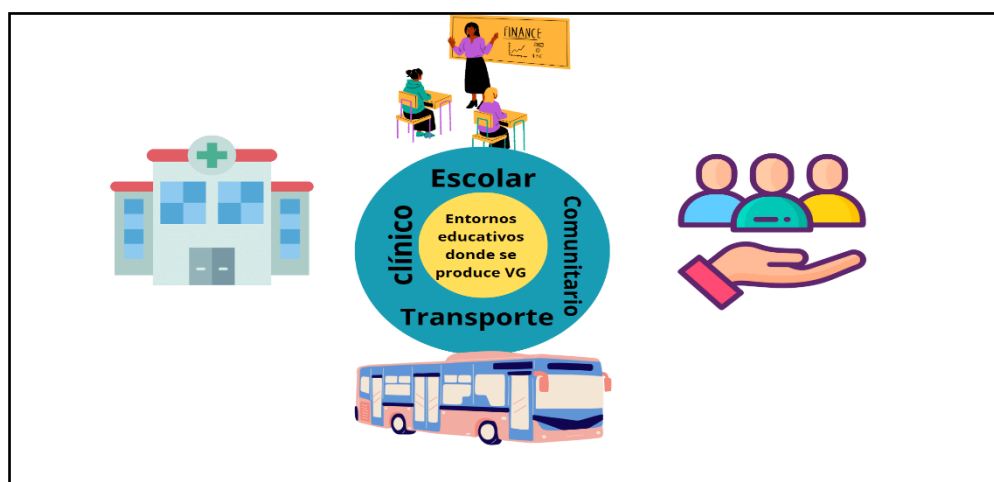 FINANCE
Escolar
clínico
Entornos
educativos
donde se
produce VG
Comunitario
Transporte